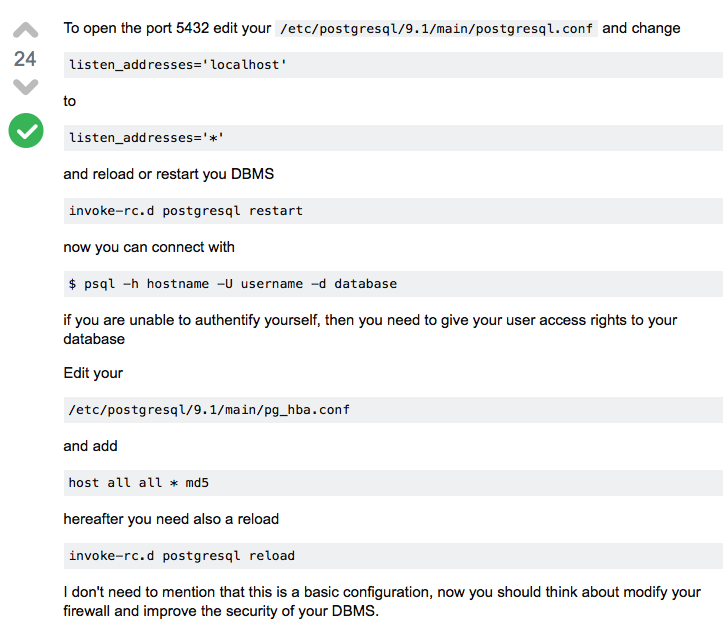 To open the port 5432 edit your /etc/postgresql/9.1/main/postgresql.conf and change
24
listen_addresses='localhost'
to
listen_addresses='*'
and reload or restart you DBMS
invoke-rc.d postgresql restart
now you can connect with
$ psql -h hostname -U username -d database
if you are unable to authentify yourself, then you need to give your user access rights to your
database
Edit your
/etc/postgresql/9.1/main/pg_hba.conf
and add
host all all * md5
hereafter you need also a reload
invoke-rc.d postgresql reload
I don't need to mention that this is a basic configuration, now you should think about modify your
firewall and improve the security of your DBMS.